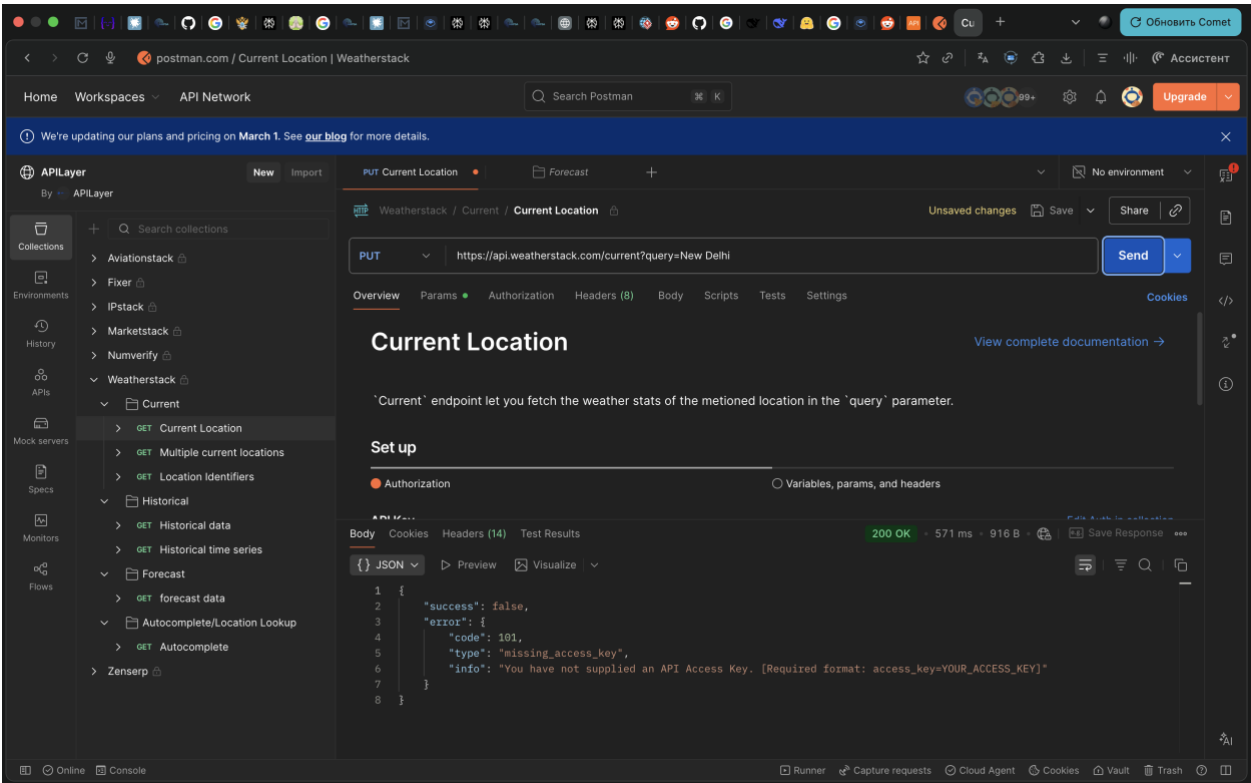 Cu
Обновить Comet
postman.com / Current Location | Weatherstack
Ассистент
Home Workspaces API Network
Search Postman ⌘ K
99+
Upgrade
We're updating our plans and pricing on March 1. See our blog for more details.
APILayer
New Import
By APILayer
PUT Current Location
Forecast
No environment
HTTP Weatherstack / Current / Current Location
Unsaved changes Save Share
Collections
Environments
History
APIs
Mock servers
Specs
Monitors
Flows
Search collections
Aviationstack
Fixer
IPstack
Marketstack
Numverify
Weatherstack
Current
GET Current Location
GET Multiple current locations
GET Location Identifiers
Historical
GET Historical data
GET Historical time series
Forecast
GET forecast data
Autocomplete/Location Lookup
GET Autocomplete
Zenserp
PUT https://api.weatherstack.com/current?query=New Delhi Send
Overview Params Authorization Headers (8) Body Scripts Tests Settings Cookies
Current Location
View complete documentation →
`Current` endpoint let you fetch the weather stats of the metioned location in the `query` parameter.
Set up
Authorization Variables, params, and headers
API Key Edit Auth in collection
Body Cookies Headers (14) Test Results 200 OK • 571 ms • 916 B Save Response
{} JSON Preview Visualize
1 {
2 "success": false,
3 "error": {
4 "code": 101,
5 "type": "missing_access_key",
6 "info": "You have not supplied an API Access Key. [Required format: access_key=YOUR_ACCESS_KEY]"
7 }
8 }
AI
Online Console
Runner Capture requests Cloud Agent Cookies Vault Trash